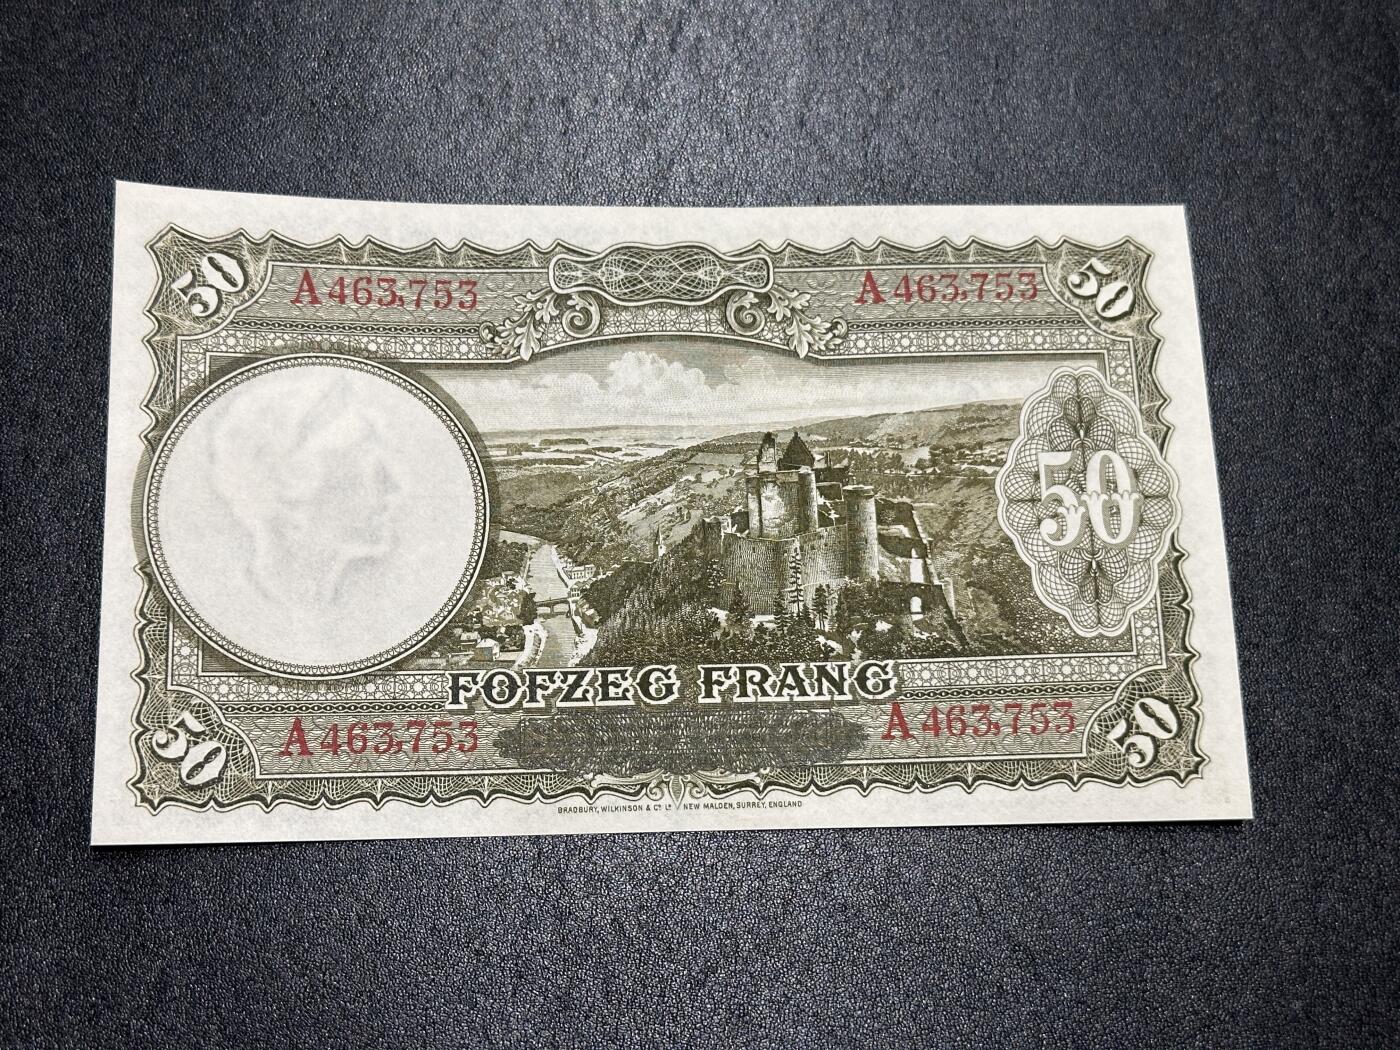 50 A463,753 A463,753 50
50
FOFZEG FRANG
50 A463,753 A463,753 50
BRADBURY, WILKINSON & Cº Lᵈ NEW MALDEN, SURREY, ENGLAND